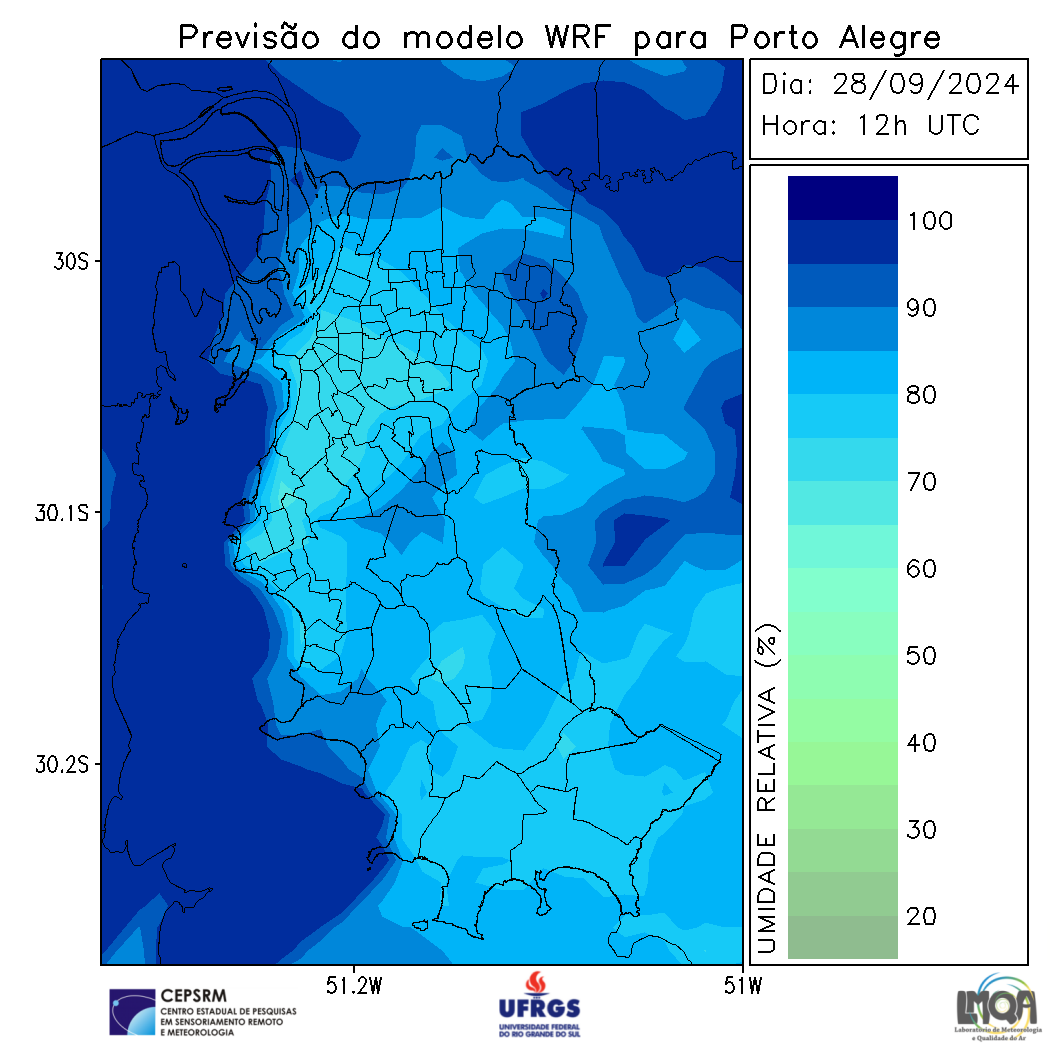 Previsão do modelo WRF para Porto Alegre
Dia: 28/09/2024
Hora: 12h UTC
30S
30.1S
30.2S
51.2W
51W
UMIDADE RELATIVA (%)
100
90
80
70
60
50
40
30
20
CEPSRM
CENTRO ESTADUAL DE PESQUISAS
EM SENSORIAMENTO REMOTO
E METEOROLOGIA
UFRGS
UNIVERSIDADE FEDERAL
DO RIO GRANDE DO SUL
LMQA
Laboratório de Meteorologia
e Qualidade do Ar